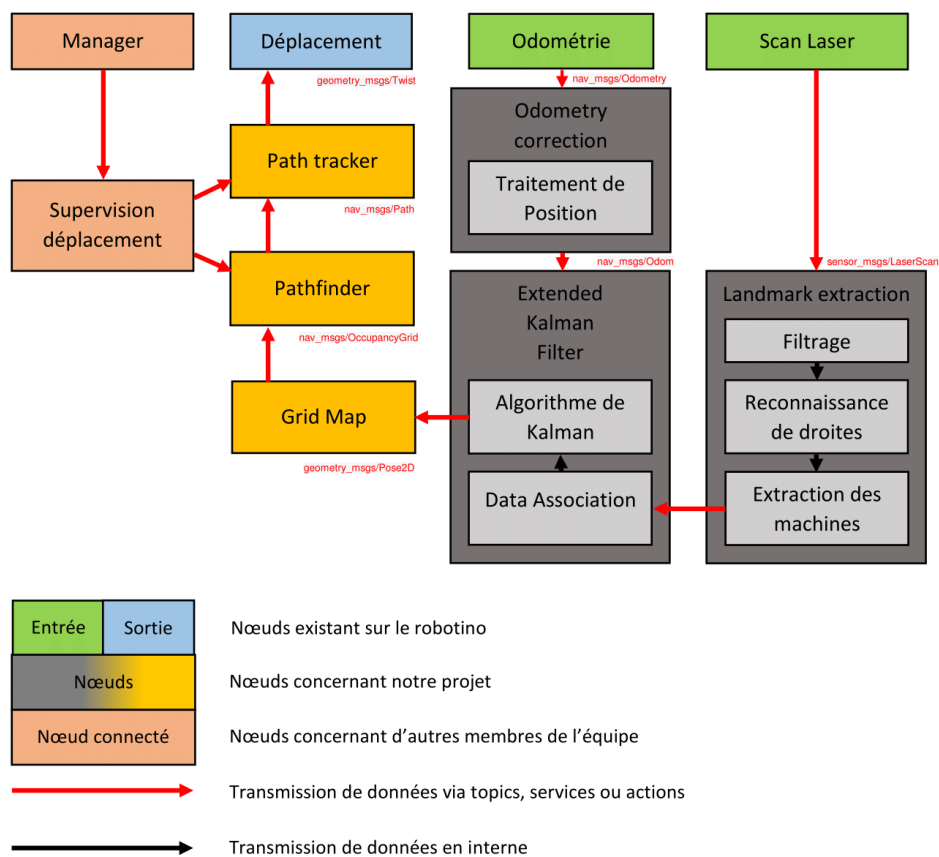 Manager
Déplacement
Odométrie
Scan Laser
geometry_msgs/Twist
nav_msgs/Odometry
Odometry
correction
Path tracker
Traitement de
Position
Supervision
déplacement
nav_msgs/Path
nav_msgs/Odom
sensor_msgs/LaserScan
Pathfinder
Extended
Kalman
Filter
Landmark extraction
nav_msgs/OccupancyGrid
Filtrage
Grid Map
Algorithme de
Kalman
Reconnaissance
de droites
geometry_msgs/Pose2D
Data Association
Extraction des
machines
Entrée
Sortie
Nœuds existant sur le robotino
Nœuds
Nœuds concernant notre projet
Nœud connecté
Nœuds concernant d’autres membres de l’équipe
Transmission de données via topics, services ou actions
Transmission de données en interne